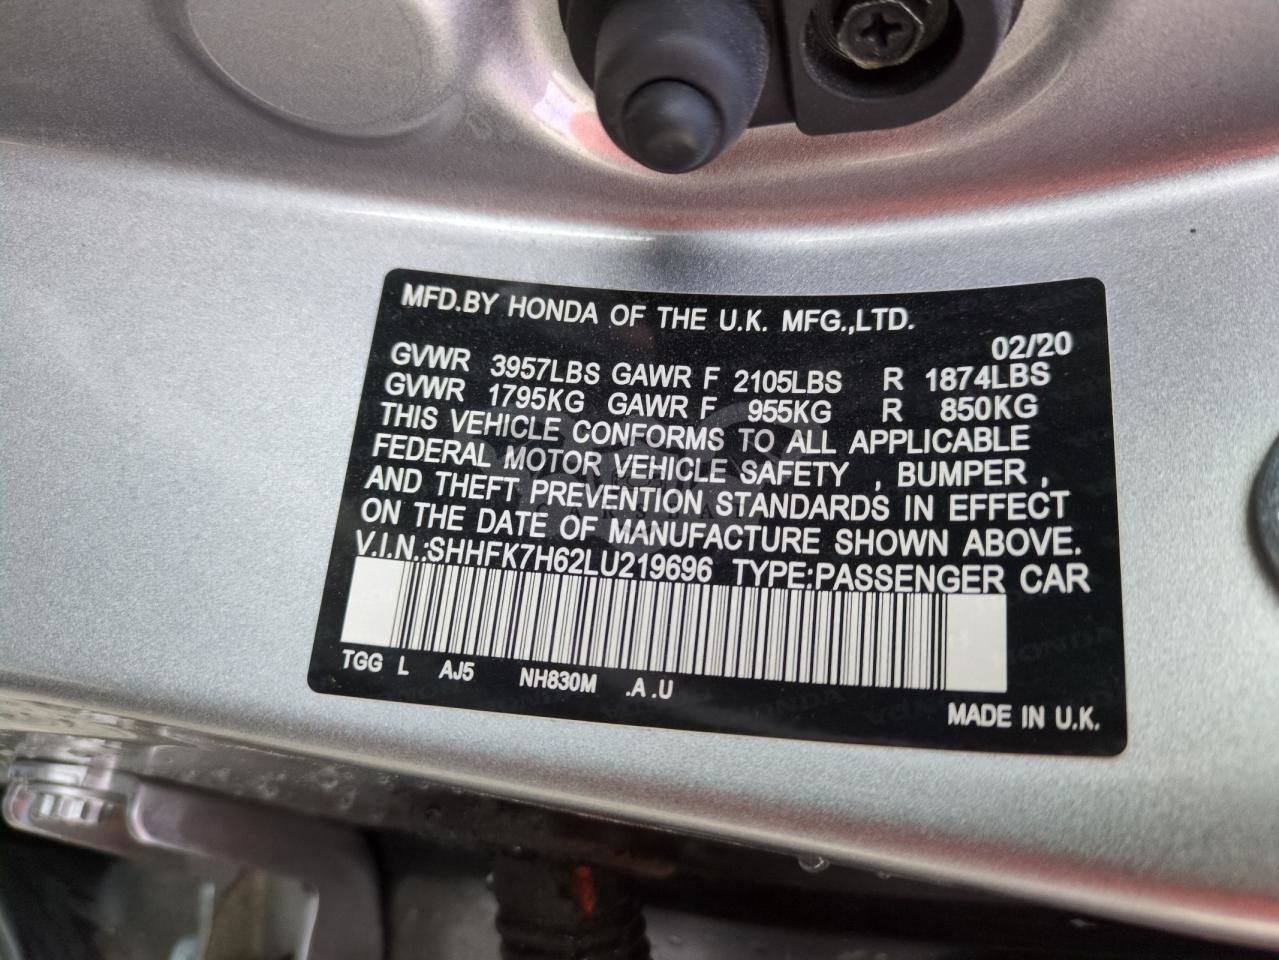 MFD.BY HONDA OF THE U.K. MFG.,LTD.
02/20
GVWR 3957LBS GAWR F 2105LBS R 1874LBS
GVWR 1795KG GAWR F 955KG R 850KG
THIS VEHICLE CONFORMS TO ALL APPLICABLE
FEDERAL MOTOR VEHICLE SAFETY , BUMPER ,
AND THEFT PREVENTION STANDARDS IN EFFECT
ON THE DATE OF MANUFACTURE SHOWN ABOVE.
V.I.N.:SHHFK7H62LU219696 TYPE:PASSENGER CAR
TGG L AJ5 NH830M .A.U
MADE IN U.K.